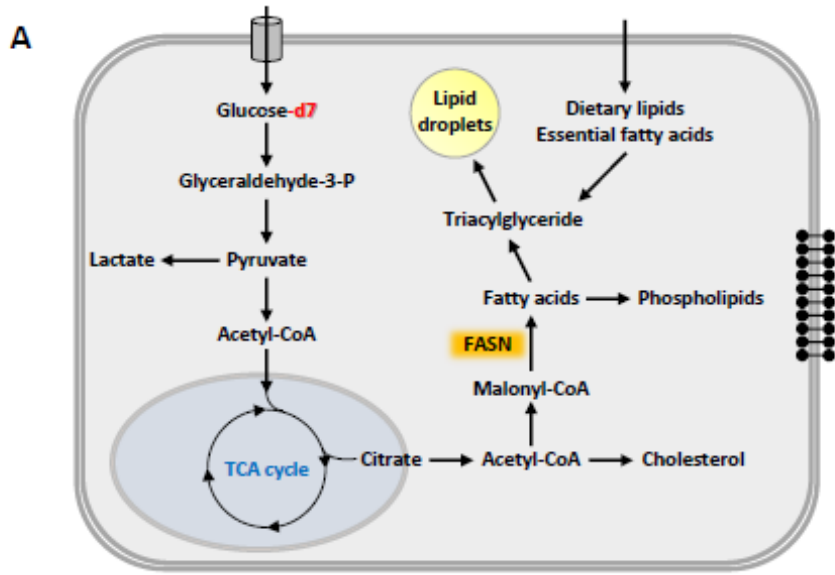 A
Glucose-d7
Glyceraldehyde-3-P
Lactate
Pyruvate
Acetyl-CoA
TCA cycle
Citrate
Acetyl-CoA
Cholesterol
Malonyl-CoA
FASN
Fatty acids
Phospholipids
Triacylglyceride
Lipid
droplets
Dietary lipids
Essential fatty acids